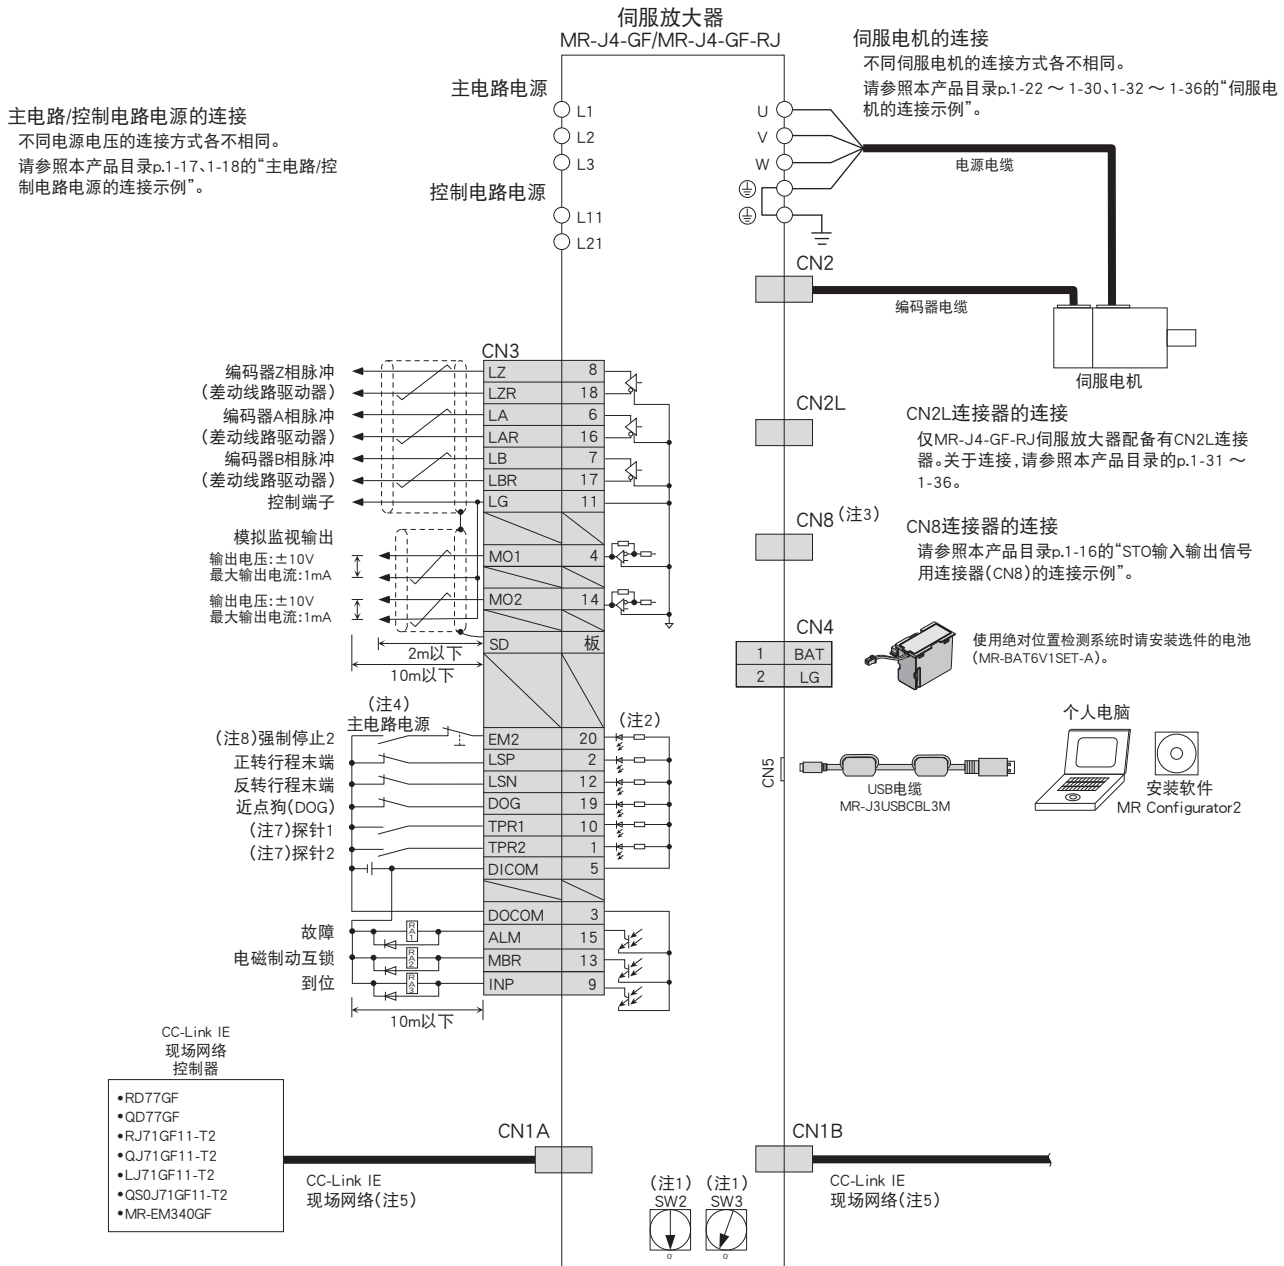 伺服放大器
MR-J4-GF/MR-J4-GF-RJ
主电路/控制电路电源的连接
不同电源电压的连接方式各不相同。
请参照本产品目录p.1-17、1-18的“主电路/控
制电路电源的连接示例”。
主电路电源
L1
L2
L3
控制电路电源
L11
L21
伺服电机的连接
不同伺服电机的连接方式各不相同。
请参照本产品目录p.1-22 ～ 1-30、1-32 ～ 1-36的“伺服电
机的连接示例”。
U
V
W
电源电缆
CN2
编码器电缆
伺服电机
CN3
编码器Z相脉冲
(差动线路驱动器)
编码器A相脉冲
(差动线路驱动器)
编码器B相脉冲
(差动线路驱动器)
控制端子
LZ 8
LZR 18
LA 6
LAR 16
LB 7
LBR 17
LG 11
模拟监视输出
输出电压:±10V
最大输出电流:1mA
输出电压:±10V
最大输出电流:1mA
MO1 4
MO2 14
SD 板
2m以下
10m以下
CN2L
CN2L连接器的连接
仅MR-J4-GF-RJ伺服放大器配备有CN2L连接
器。关于连接,请参照本产品目录的p.1-31 ～
1-36。
CN8(注3)
CN8连接器的连接
请参照本产品目录p.1-16的“STO输入输出信号
用连接器(CN8)的连接示例”。
CN4
1 BAT
2 LG
使用绝对位置检测系统时请安装选件的电池
(MR-BAT6V1SET-A)。
(注4)
主电路电源
(注2)
(注8)强制停止2
正转行程末端
反转行程末端
近点狗(DOG)
(注7)探针1
(注7)探针2
EM2 20
LSP 2
LSN 12
DOG 19
TPR1 10
TPR2 1
DICOM 5
DOCOM 3
ALM 15
MBR 13
INP 9
故障
电磁制动互锁
到位
RA1
RA2
RA3
10m以下
CN5
USB电缆
MR-J3USBCBL3M
个人电脑
安装软件
MR Configurator2
CC-Link IE
现场网络
控制器
•RD77GF
•QD77GF
•RJ71GF11-T2
•QJ71GF11-T2
•LJ71GF11-T2
•QS0J71GF11-T2
•MR-EM340GF
CN1A
CC-Link IE
现场网络(注5)
CN1B
CC-Link IE
现场网络(注5)
(注1) (注1)
SW2 SW3
0 0